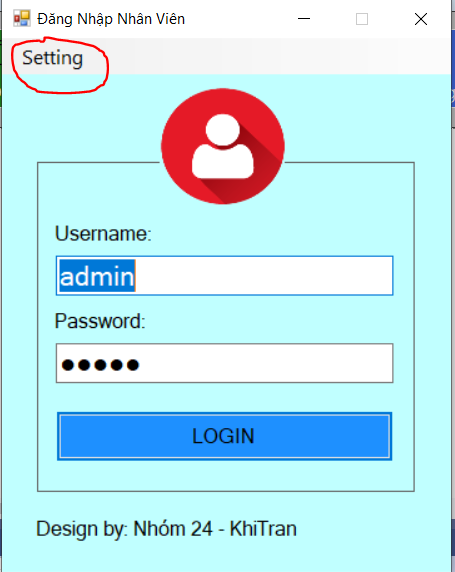 Đăng Nhập Nhân Viên
Setting
Username:
admin
Password:
●●●●●
LOGIN
Design by: Nhóm 24 - KhiTran